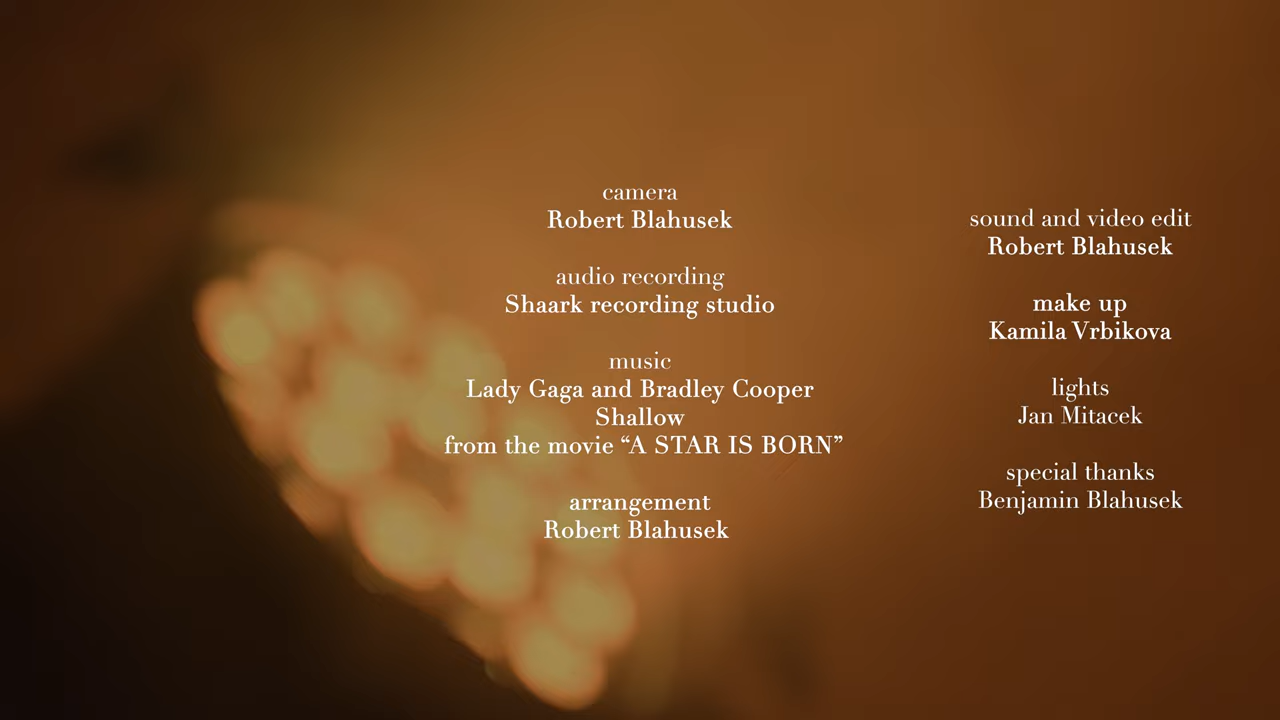 camera
Robert Blahusek
audio recording
Shaark recording studio
music
Lady Gaga and Bradley Cooper
Shallow
from the movie “A STAR IS BORN”
arrangement
Robert Blahusek
sound and video edit
Robert Blahusek
make up
Kamila Vrbikova
lights
Jan Mitacek
special thanks
Benjamin Blahusek